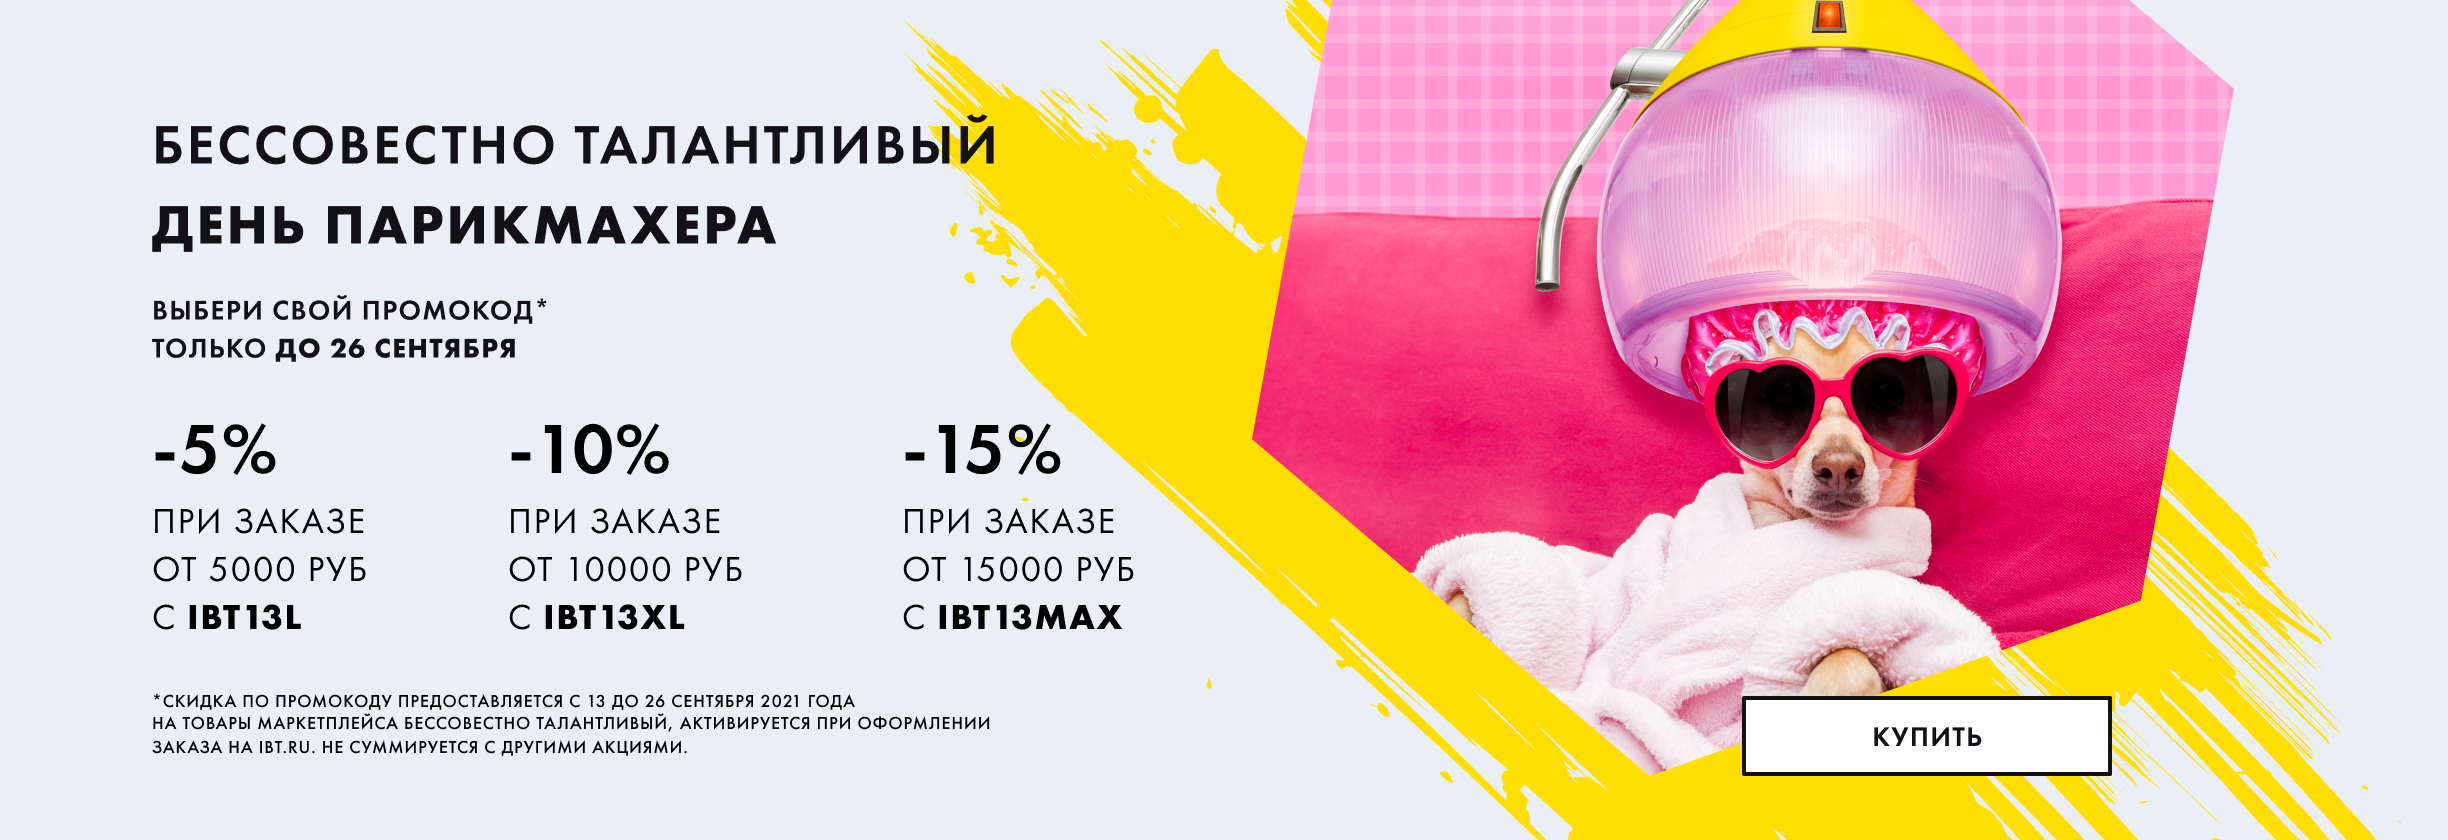 БЕССОВЕСТНО ТАЛАНТЛИВЫЙ
ДЕНЬ ПАРИКМАХЕРА
ВЫБЕРИ СВОЙ ПРОМОКОД*
ТОЛЬКО ДО 26 СЕНТЯБРЯ
-5%
ПРИ ЗАКАЗЕ
ОТ 5000 РУБ
С IBT13L
-10%
ПРИ ЗАКАЗЕ
ОТ 10000 РУБ
С IBT13XL
-15%
ПРИ ЗАКАЗЕ
ОТ 15000 РУБ
С IBT13MAX
*СКИДКА ПО ПРОМОКОДУ ПРЕДОСТАВЛЯЕТСЯ С 13 ДО 26 СЕНТЯБРЯ 2021 ГОДА
НА ТОВАРЫ МАРКЕТПЛЕЙСА БЕССОВЕСТНО ТАЛАНТЛИВЫЙ, АКТИВИРУЕТСЯ ПРИ ОФОРМЛЕНИИ
ЗАКАЗА НА IBT.RU. НЕ СУММИРУЕТСЯ С ДРУГИМИ АКЦИЯМИ.
КУПИТЬ